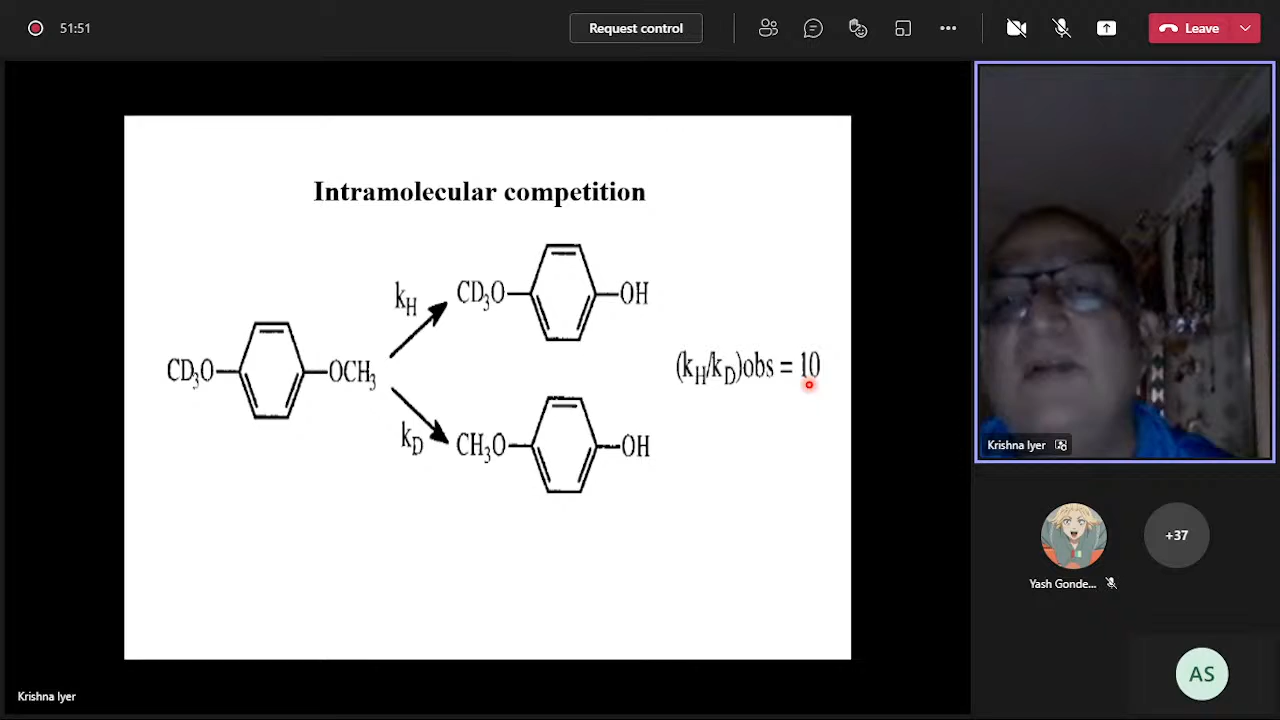 51:51
Request control
Leave
Intramolecular competition
kH
CD3O
OH
CD3O
OCH3
(kH/kD)obs = 10
kD
CH3O
OH
Krishna Iyer
+37
Yash Gonde...
AS
Krishna Iyer